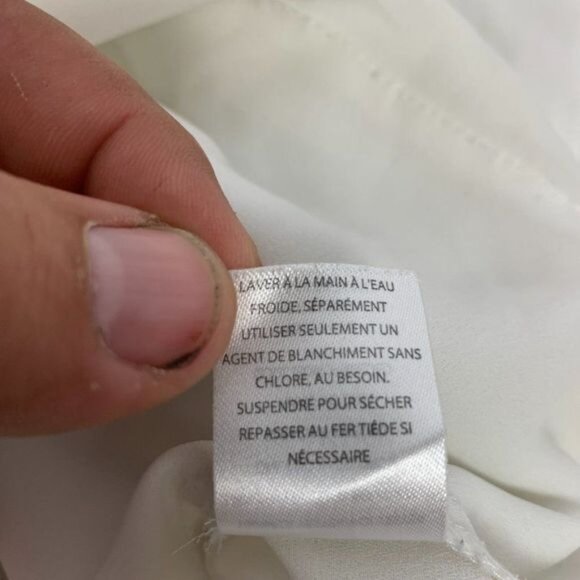 LAVER À LA MAIN À L'EAU
FROIDE, SÉPARÉMENT
UTILISER SEULEMENT UN
AGENT DE BLANCHIMENT SANS
CHLORE, AU BESOIN.
SUSPENDRE POUR SÉCHER
REPASSER AU FER TIÉDE SI
NÉCESSAIRE